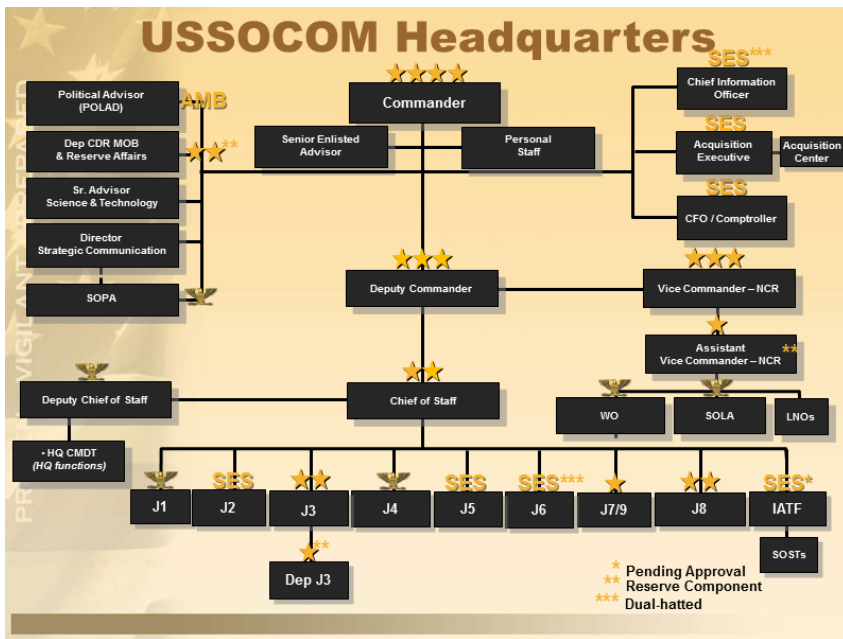 USSOCOM Headquarters
Political Advisor
(POLAD)
AMB
Dep CDR MOB
& Reserve Affairs
**
Sr. Advisor
Science & Technology
Director
Strategic Communication
SOPA
Commander
Senior Enlisted
Advisor
Personal
Staff
SES***
Chief Information
Officer
SES
Acquisition
Executive
Acquisition
Center
SES
CFO / Comptroller
Deputy Commander
Vice Commander – NCR
Assistant
Vice Commander – NCR
**
Deputy Chief of Staff
Chief of Staff
WO
SOLA
LNOs
• HQ CMDT
(HQ functions)
J1
SES
J2
J3
J4
SES
J5
SES***
J6
J7/9
J8
SES*
IATF
**
Dep J3
SOSTs
* Pending Approval
** Reserve Component
*** Dual-hatted
VIGILANT